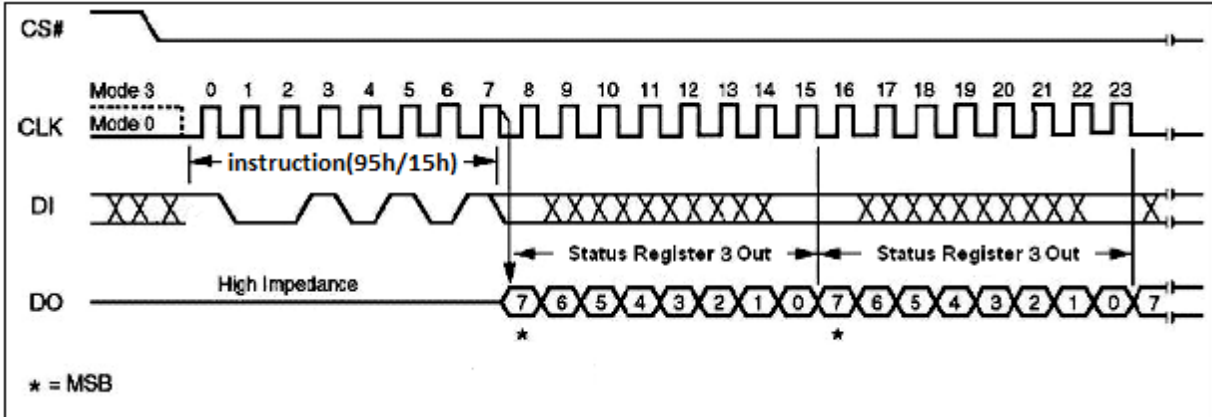 CS#
Mode 3 0 1 2 3 4 5 6 7 8 9 10 11 12 13 14 15 16 17 18 19 20 21 22 23
CLK Mode 0
instruction(95h/15h)
DI
Status Register 3 Out Status Register 3 Out
High Impedance
DO 7 6 5 4 3 2 1 0 7 6 5 4 3 2 1 0 7
* *
* = MSB